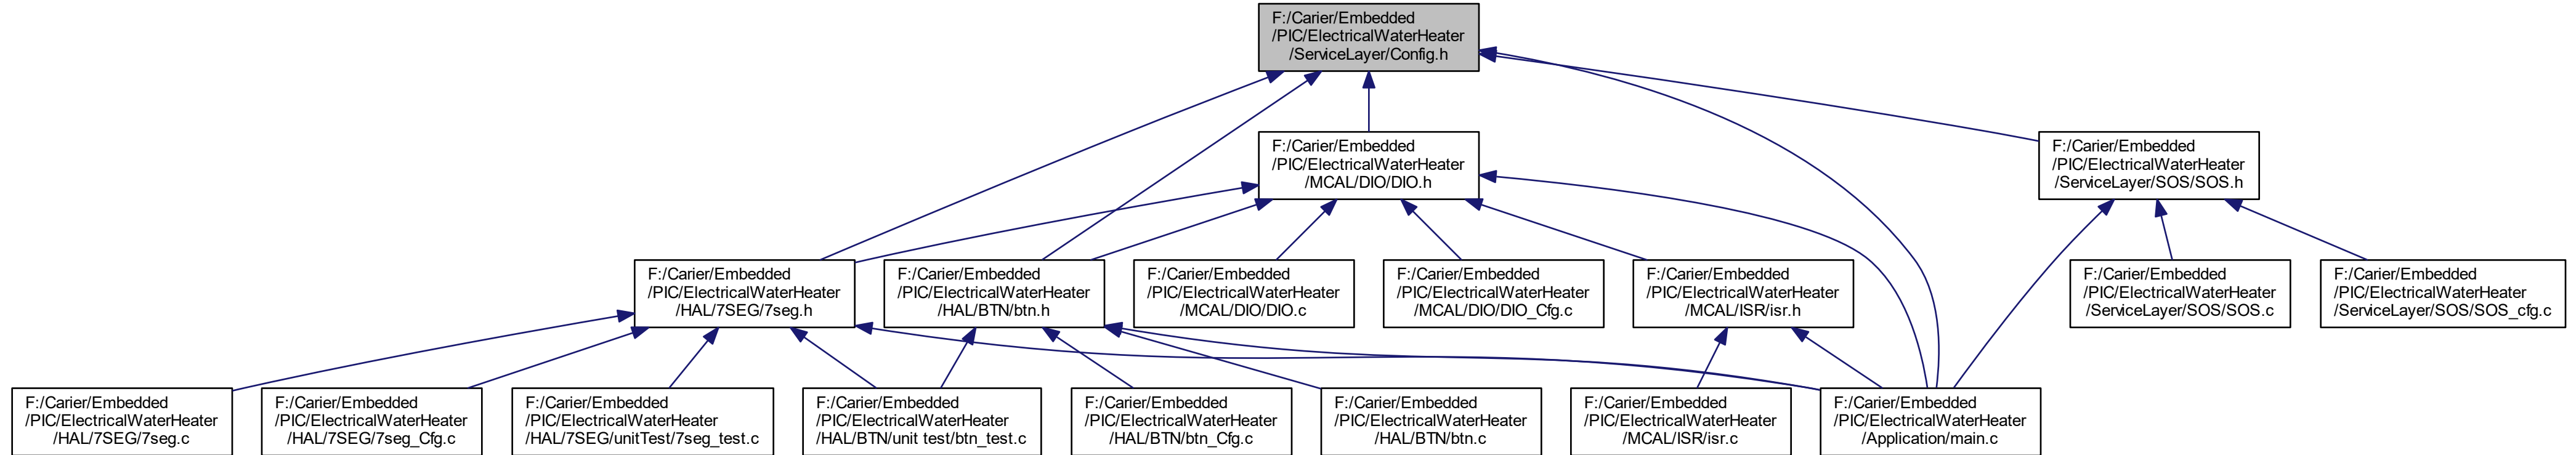 F:/Carier/Embedded
/PIC/ElectricalWaterHeater
/ServiceLayer/Config.h
F:/Carier/Embedded
/PIC/ElectricalWaterHeater
/MCAL/DIO/DIO.h
F:/Carier/Embedded
/PIC/ElectricalWaterHeater
/ServiceLayer/SOS/SOS.h
F:/Carier/Embedded
/PIC/ElectricalWaterHeater
/HAL/7SEG/7seg.h
F:/Carier/Embedded
/PIC/ElectricalWaterHeater
/HAL/BTN/btn.h
F:/Carier/Embedded
/PIC/ElectricalWaterHeater
/MCAL/DIO/DIO.c
F:/Carier/Embedded
/PIC/ElectricalWaterHeater
/MCAL/DIO/DIO_Cfg.c
F:/Carier/Embedded
/PIC/ElectricalWaterHeater
/MCAL/ISR/isr.h
F:/Carier/Embedded
/PIC/ElectricalWaterHeater
/ServiceLayer/SOS/SOS.c
F:/Carier/Embedded
/PIC/ElectricalWaterHeater
/ServiceLayer/SOS/SOS_cfg.c
F:/Carier/Embedded
/PIC/ElectricalWaterHeater
/HAL/7SEG/7seg.c
F:/Carier/Embedded
/PIC/ElectricalWaterHeater
/HAL/7SEG/7seg_Cfg.c
F:/Carier/Embedded
/PIC/ElectricalWaterHeater
/HAL/7SEG/unitTest/7seg_test.c
F:/Carier/Embedded
/PIC/ElectricalWaterHeater
/HAL/BTN/unit test/btn_test.c
F:/Carier/Embedded
/PIC/ElectricalWaterHeater
/HAL/BTN/btn_Cfg.c
F:/Carier/Embedded
/PIC/ElectricalWaterHeater
/HAL/BTN/btn.c
F:/Carier/Embedded
/PIC/ElectricalWaterHeater
/MCAL/ISR/isr.c
F:/Carier/Embedded
/PIC/ElectricalWaterHeater
/Application/main.c